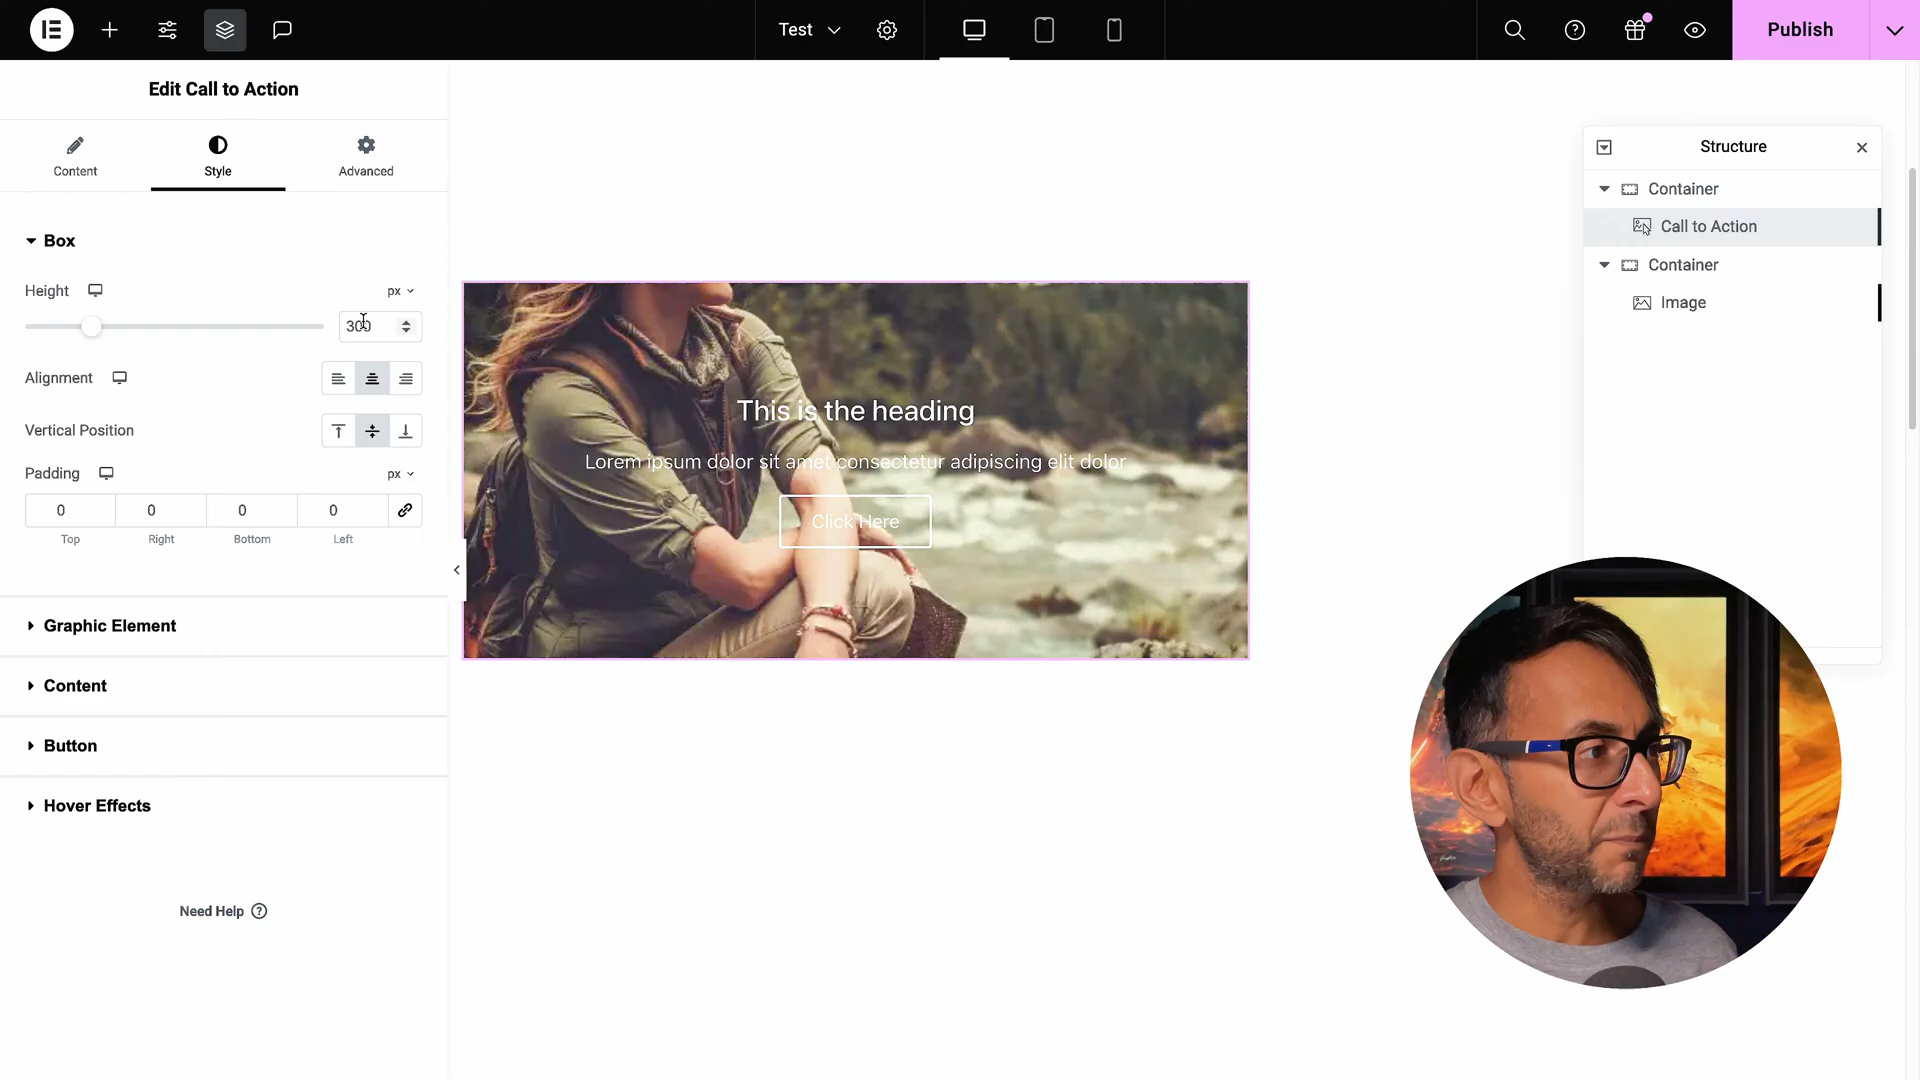 Test
Publish
Edit Call to Action
Content
Style
Advanced
Box
Height
px
300
Alignment
Vertical Position
Padding
px
0
0
0
0
Top
Right
Bottom
Left
Graphic Element
Content
Button
Hover Effects
Need Help
This is the heading
Lorem ipsum dolor sit amet consectetur adipiscing elit dolor
Click Here
Structure
Container
Call to Action
Container
Image